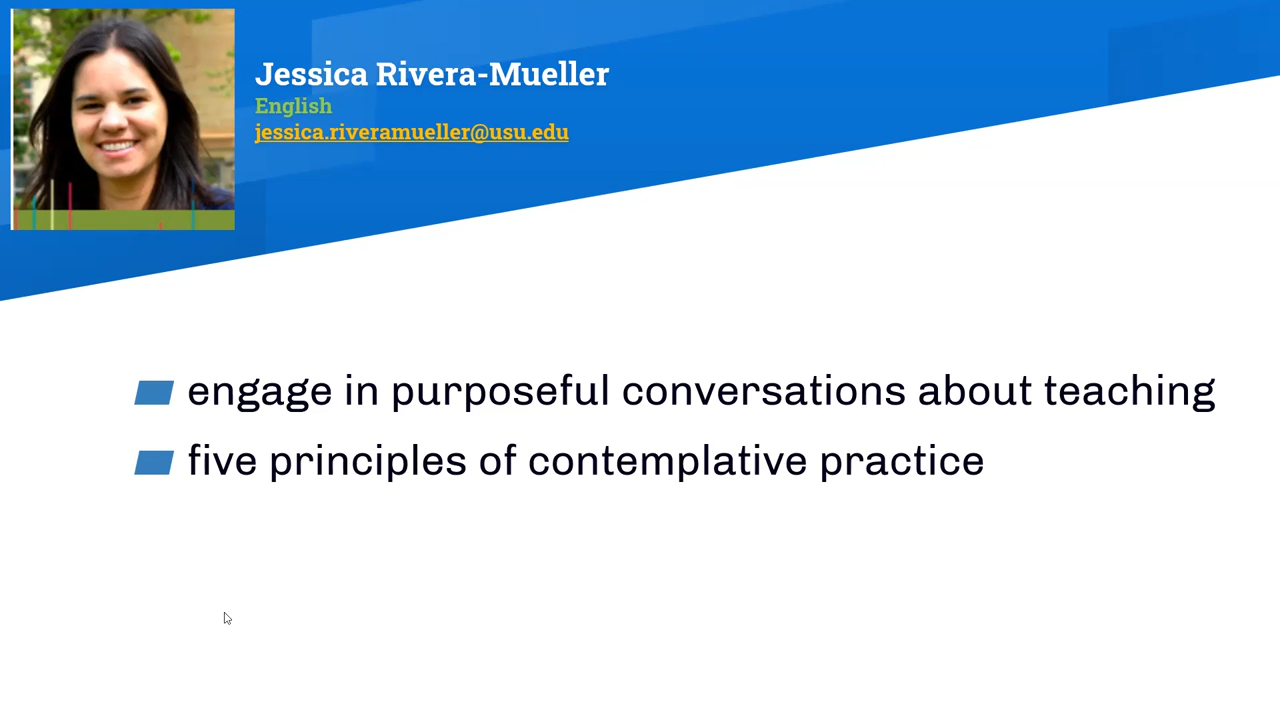 Jessica Rivera-Mueller
English
jessica.riveramueller@usu.edu
engage in purposeful conversations about teaching
five principles of contemplative practice